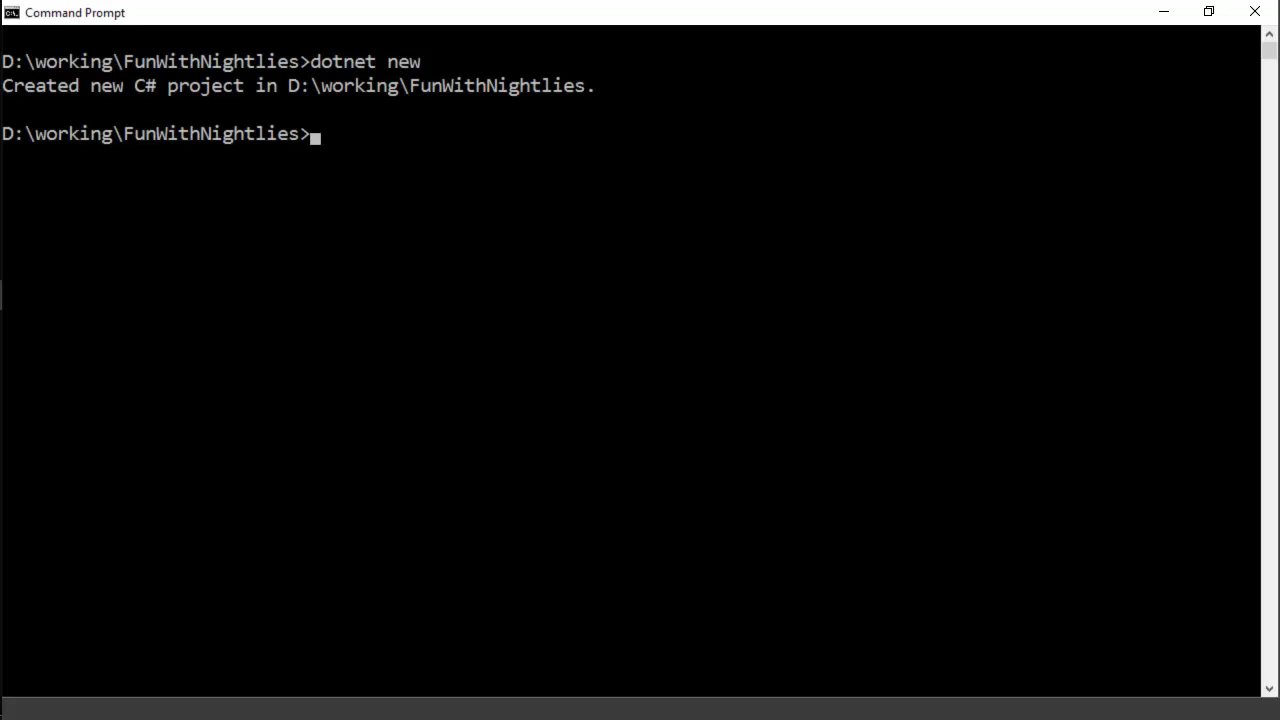 Command Prompt
D:\working\FunWithNightlies>dotnet new
Created new C# project in D:\working\FunWithNightlies.
D:\working\FunWithNightlies>